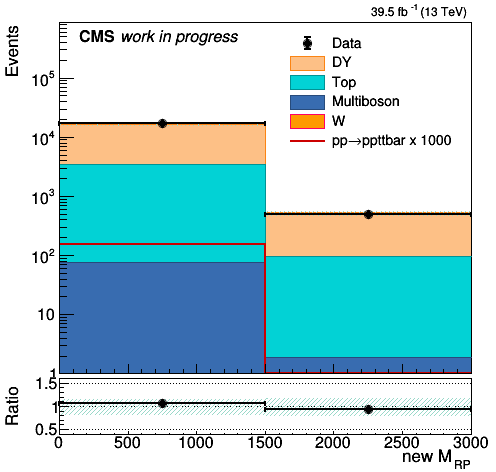 39.5 fb⁻¹ (13 TeV)
CMS work in progress
Events
Data
DY
Top
Multiboson
W
pp→ppttbar x 1000
10⁵
10⁴
10³
10²
10
1
Ratio
1.5
1
0.5
0 500 1000 1500 2000 2500 3000
new M_RP